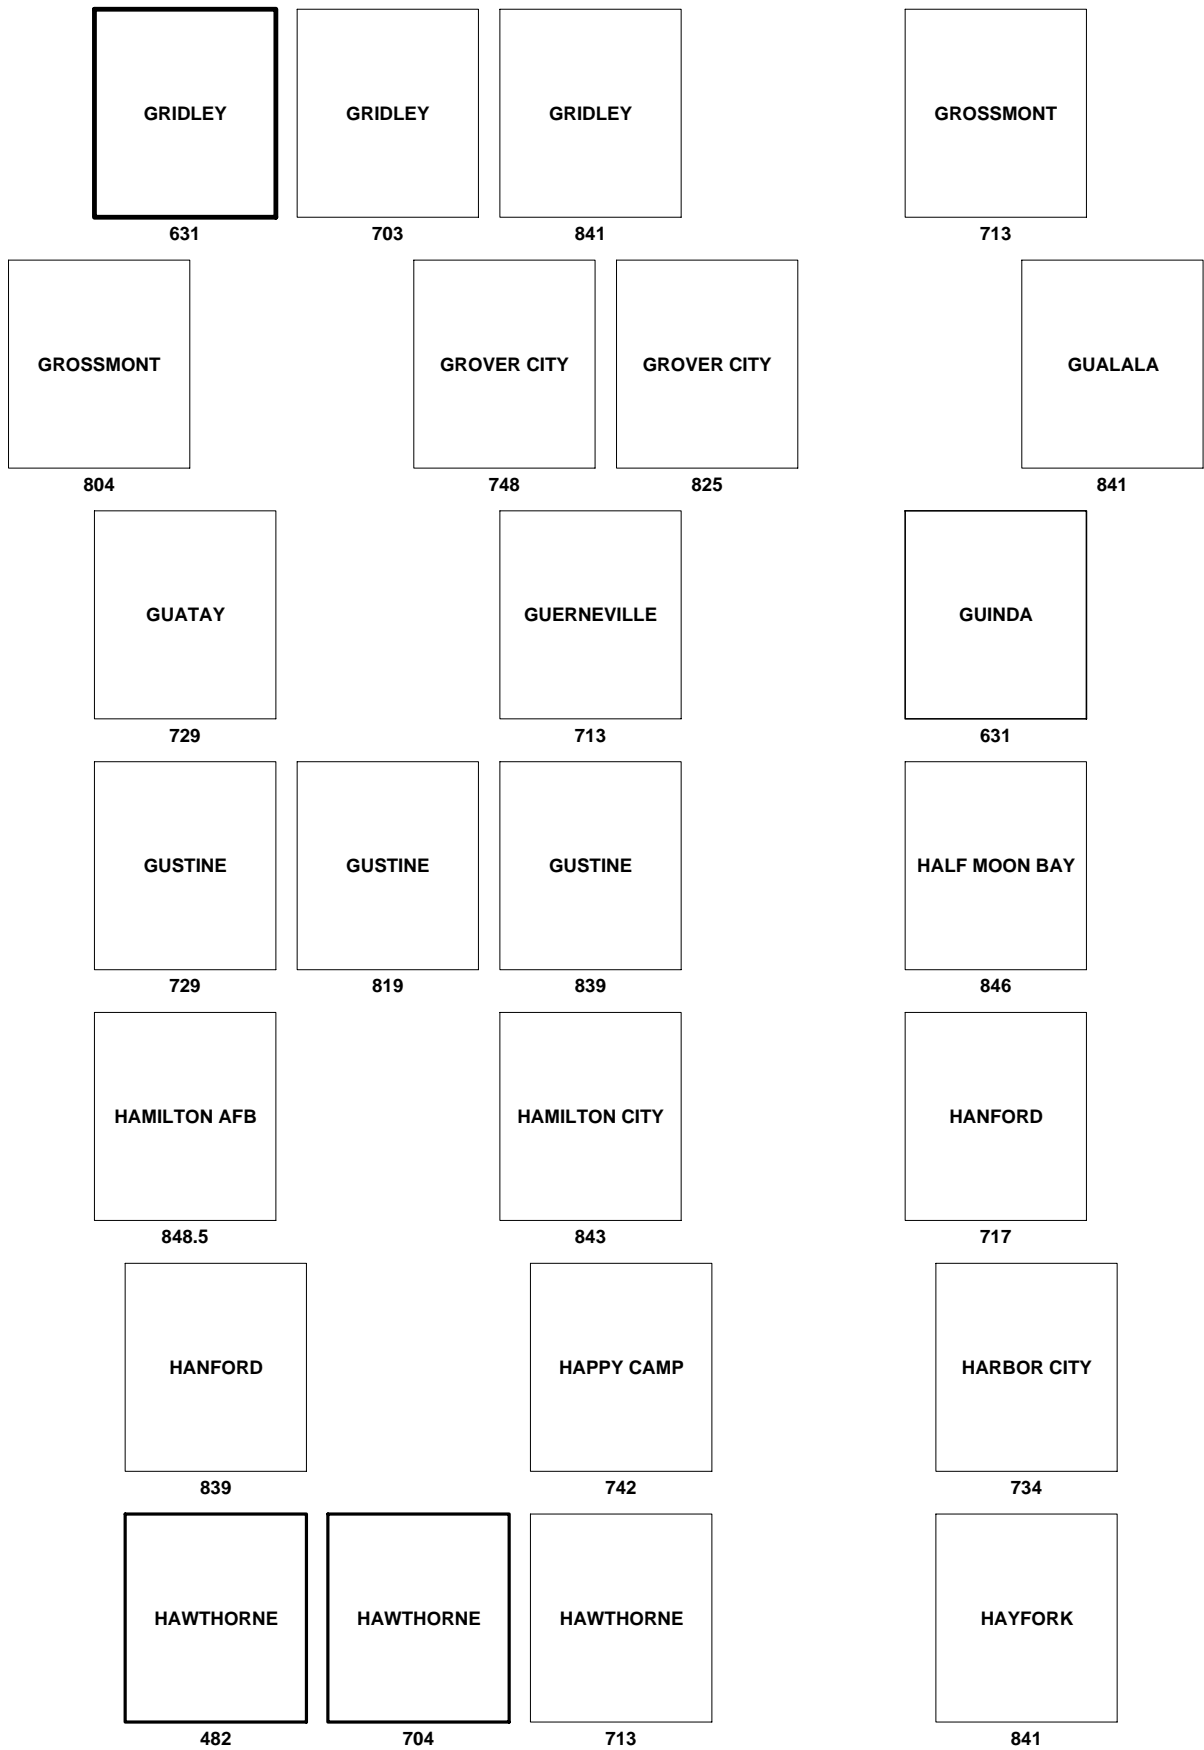 GRIDLEY GRIDLEY GRIDLEY GROSSMONT
631 703 841 713
GROSSMONT GROVER CITY GROVER CITY GUALALA
804 748 825 841
GUATAY GUERNEVILLE GUINDA
729 713 631
GUSTINE GUSTINE GUSTINE HALF MOON BAY
729 819 839 846
HAMILTON AFB HAMILTON CITY HANFORD
848.5 843 717
HANFORD HAPPY CAMP HARBOR CITY
839 742 734
HAWTHORNE HAWTHORNE HAWTHORNE HAYFORK
482 704 713 841